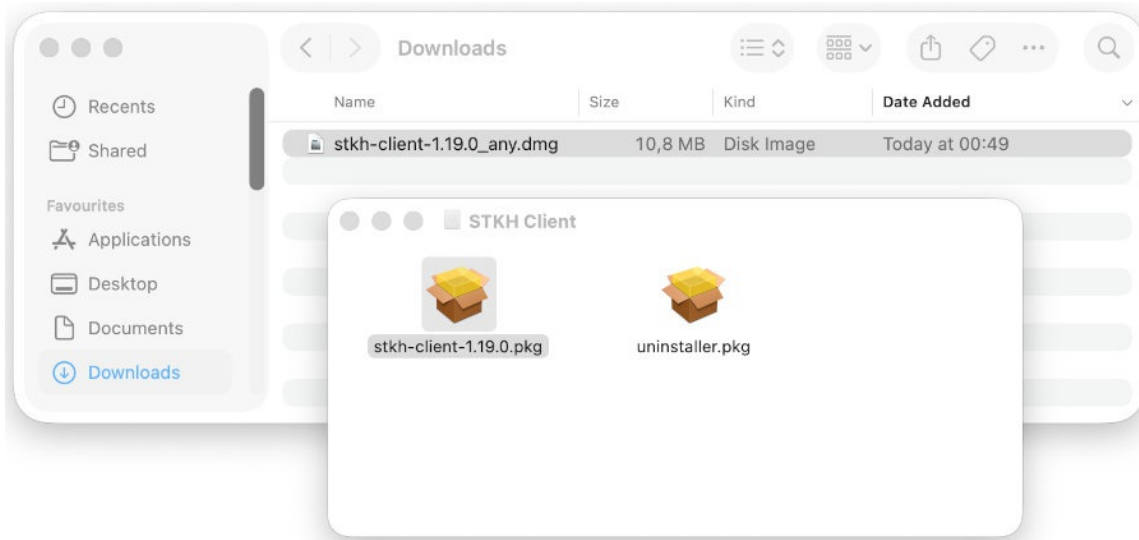 Downloads
Name Size Kind Date Added
stkh-client-1.19.0_any.dmg 10,8 MB Disk Image Today at 00:49
Recents
Shared
Favourites
Applications
Desktop
Documents
Downloads
STKH Client
stkh-client-1.19.0.pkg uninstaller.pkg